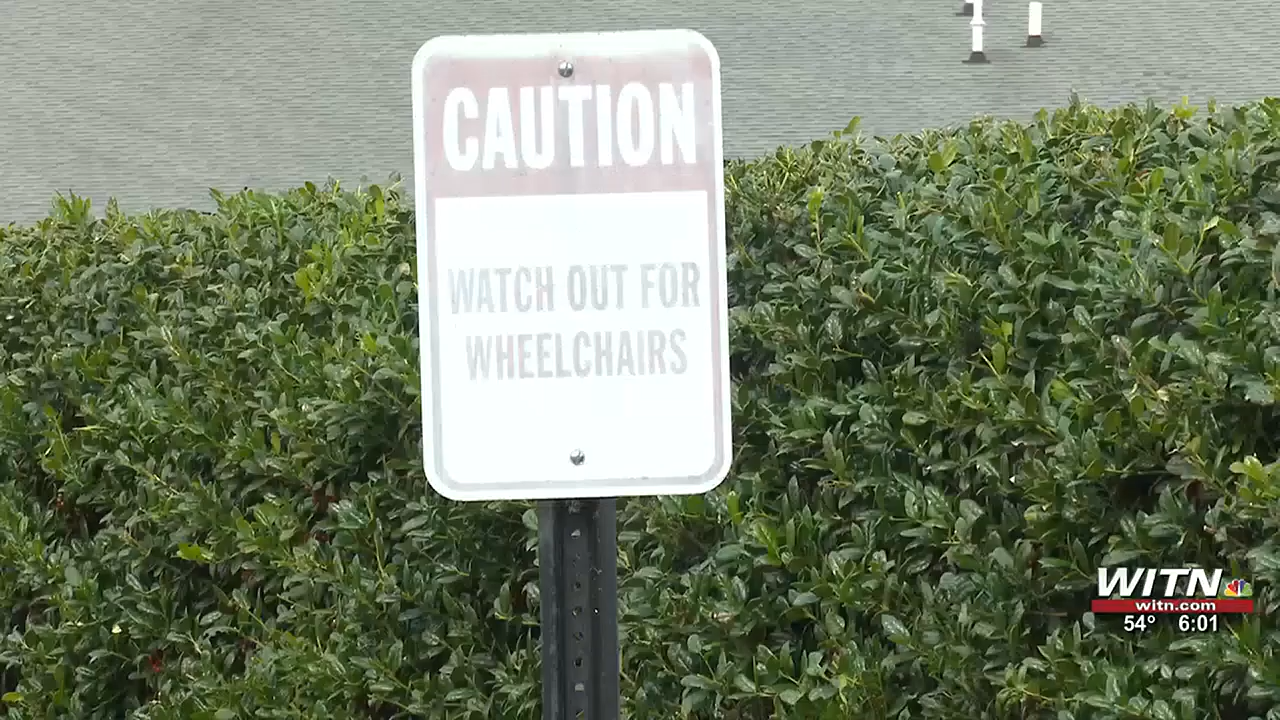 CAUTION
WATCH OUT FOR
WHEELCHAIRS
WITN
witn.com
54° 6:01